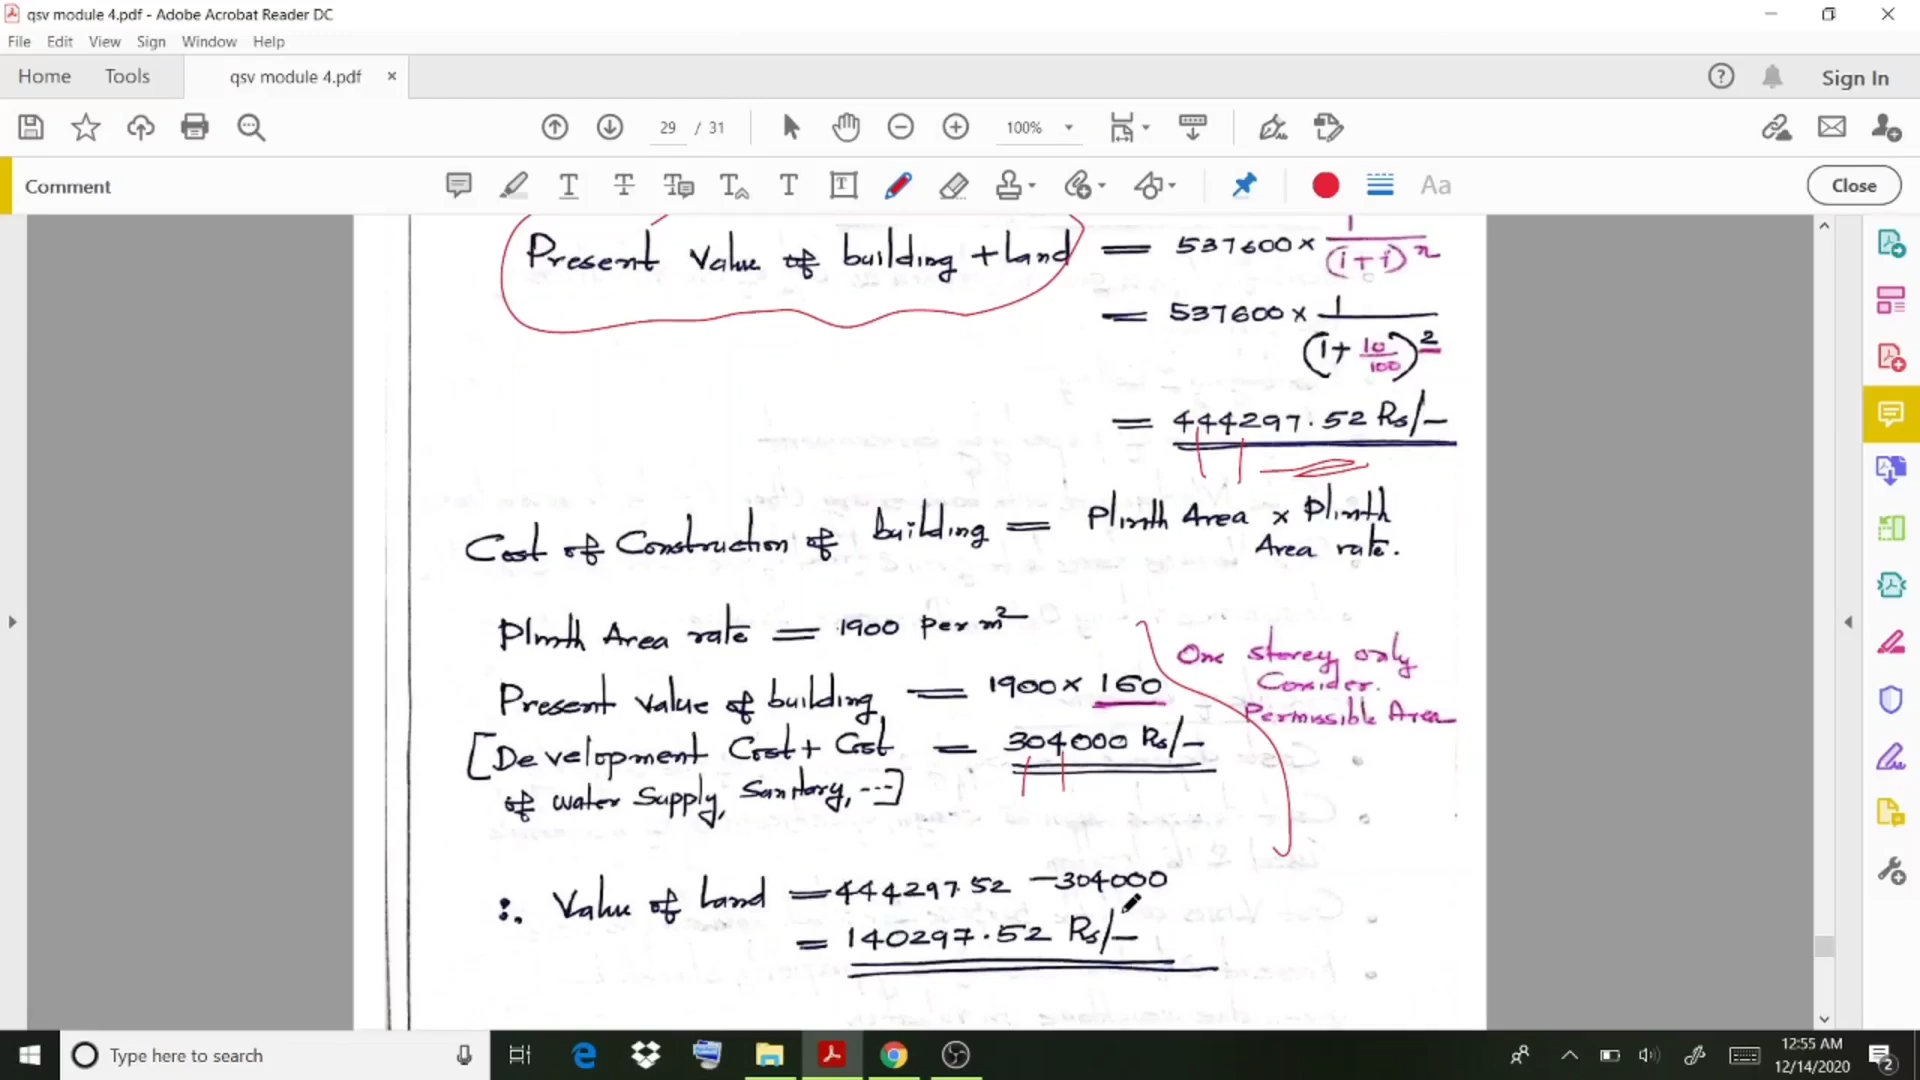 qsv module 4.pdf - Adobe Acrobat Reader DC
File Edit View Sign Window Help
Home Tools qsv module 4.pdf × Sign In
29 / 31 100%
Comment Close
Present Value of building + Land = 537600 × 1/(1+i)^n
= 537600 × 1/(1+10/100)^2
= 444297.52 Rs/-
Cost of Construction of building = Plinth Area × Plinth
Area rate.
Plinth Area rate = 1900 Per m²
One storey only
Consider.
Permissible Area
Present Value of building = 1900 × 160
[Development Cost + Cost = 304000 Rs/-
of water Supply, Sanitory, ---]
∴ Value of Land = 444297.52 - 304000
= 140297.52 Rs/-
Type here to search
12:55 AM
12/14/2020
2